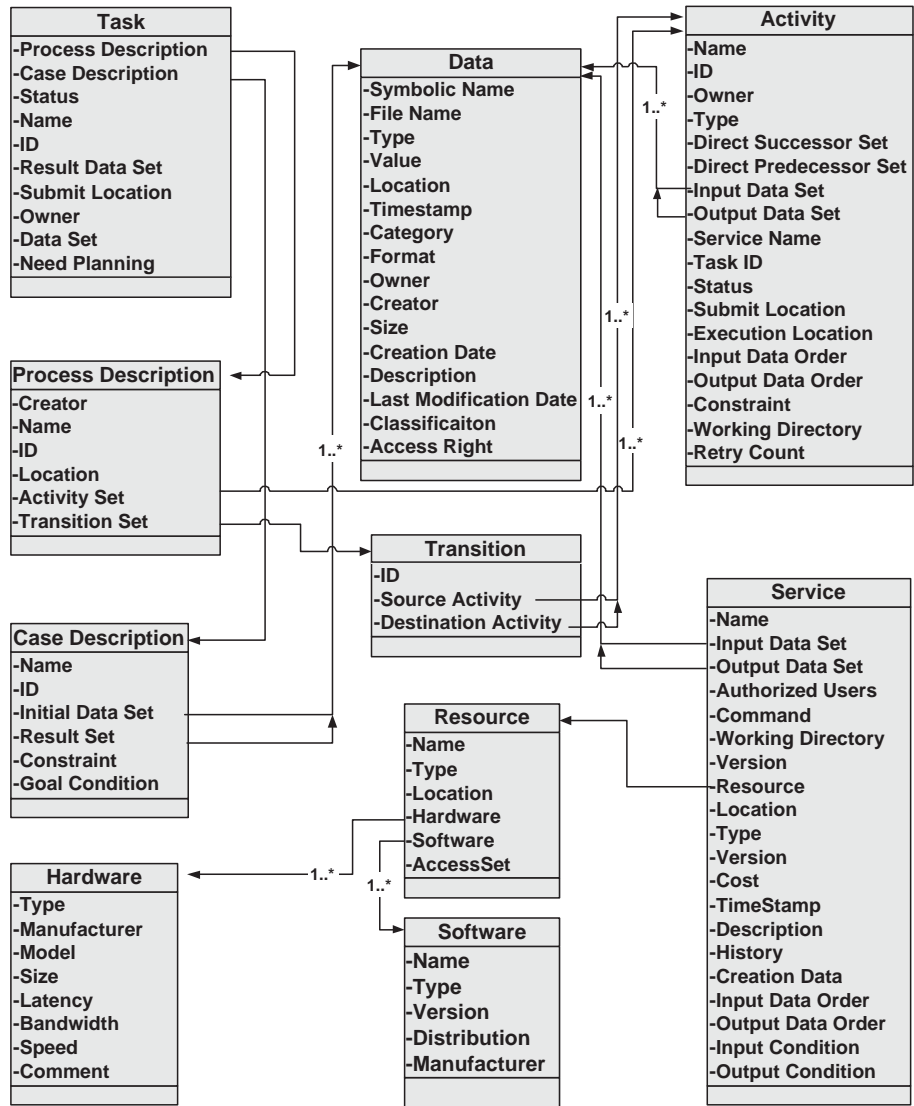 Task
-Process Description
-Case Description
-Status
-Name
-ID
-Result Data Set
-Submit Location
-Owner
-Data Set
-Need Planning
Data
-Symbolic Name
-File Name
-Type
-Value
-Location
-Timestamp
-Category
-Format
-Owner
-Creator
-Size
-Creation Date
-Description
-Last Modification Date
-Classificaiton
-Access Right
Activity
-Name
-ID
-Owner
-Type
-Direct Successor Set
-Direct Predecessor Set
-Input Data Set
-Output Data Set
-Service Name
-Task ID
-Status
-Submit Location
-Execution Location
-Input Data Order
-Output Data Order
-Constraint
-Working Directory
-Retry Count
1..*
1..*
1..*
1..*
1..*
Process Description
-Creator
-Name
-ID
-Location
-Activity Set
-Transition Set
Transition
-ID
-Source Activity
-Destination Activity
Case Description
-Name
-ID
-Initial Data Set
-Result Set
-Constraint
-Goal Condition
Resource
-Name
-Type
-Location
-Hardware
-Software
-AccessSet
1..*
1..*
Service
-Name
-Input Data Set
-Output Data Set
-Authorized Users
-Command
-Working Directory
-Version
-Resource
-Location
-Type
-Version
-Cost
-TimeStamp
-Description
-History
-Creation Data
-Input Data Order
-Output Data Order
-Input Condition
-Output Condition
Hardware
-Type
-Manufacturer
-Model
-Size
-Latency
-Bandwidth
-Speed
-Comment
Software
-Name
-Type
-Version
-Distribution
-Manufacturer